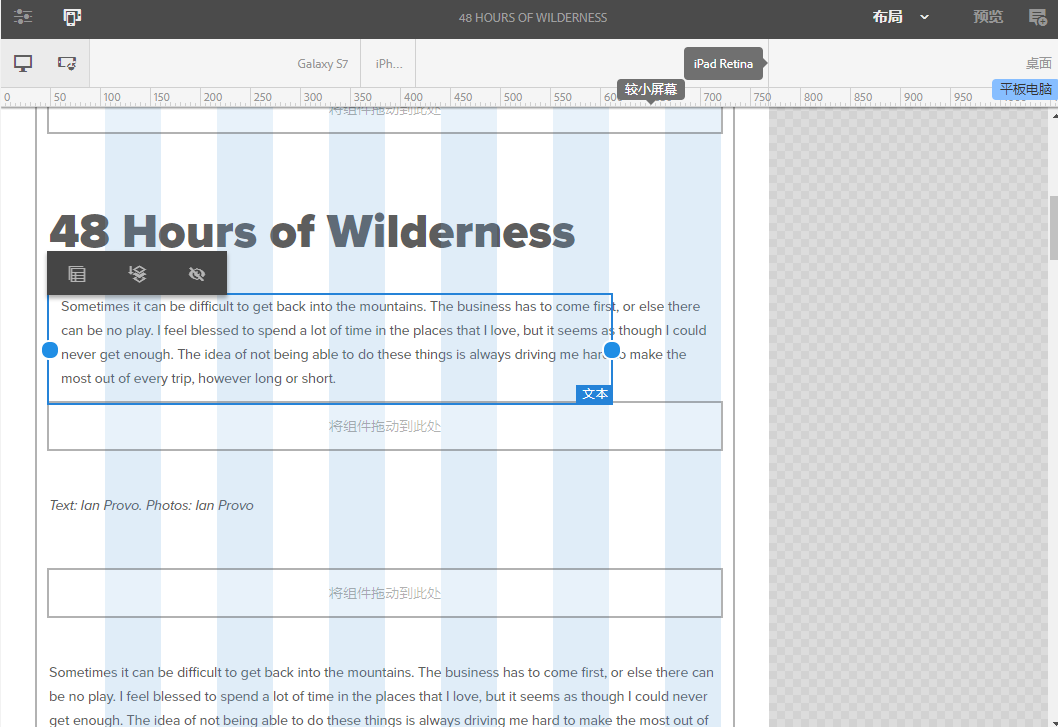 48 HOURS OF WILDERNESS
布局
预览
Galaxy S7
iPh...
iPad Retina
桌面
0 50 100 150 200 250 300 350 400 450 500 550 700 750 800 850 900 950
较小屏幕
平板电脑
将组件拖动到此处
48 Hours of Wilderness
Sometimes it can be difficult to get back into the mountains. The business has to come first, or else there
can be no play. I feel blessed to spend a lot of time in the places that I love, but it seems as though I could
never get enough. The idea of not being able to do these things is always driving me hard to make the
most out of every trip, however long or short.
文本
将组件拖动到此处
Text: Ian Provo. Photos: Ian Provo
将组件拖动到此处
Sometimes it can be difficult to get back into the mountains. The business has to come first, or else there can
be no play. I feel blessed to spend a lot of time in the places that I love, but it seems as though I could never
get enough. The idea of not being able to do these things is always driving me hard to make the most out of